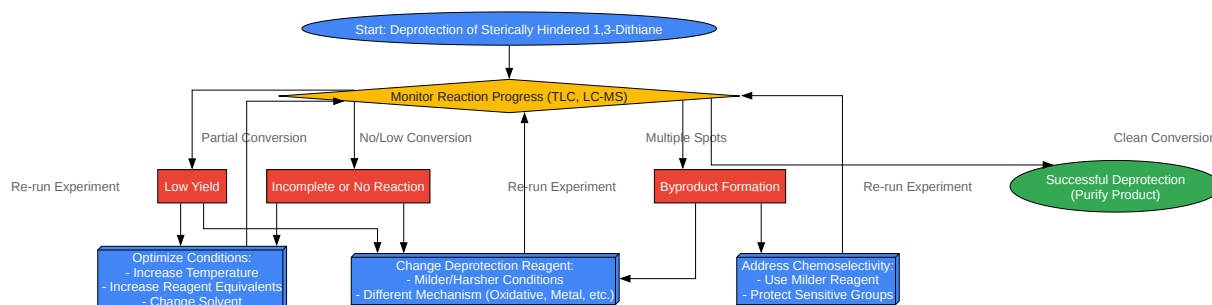 Start: Deprotection of Sterically Hindered 1,3-Dithiane
Monitor Reaction Progress (TLC, LC-MS)
Partial Conversion
No/Low Conversion
Multiple Spots
Clean Conversion
Re-run Experiment
Low Yield
Incomplete or No Reaction
Re-run Experiment
Byproduct Formation
Re-run Experiment
Successful Deprotection
(Purify Product)
Optimize Conditions:
- Increase Temperature
- Increase Reagent Equivalents
- Change Solvent
Change Deprotection Reagent:
- Milder/Harsher Conditions
- Different Mechanism (Oxidative, Metal, etc.)
Address Chemoselectivity:
- Use Milder Reagent
- Protect Sensitive Groups